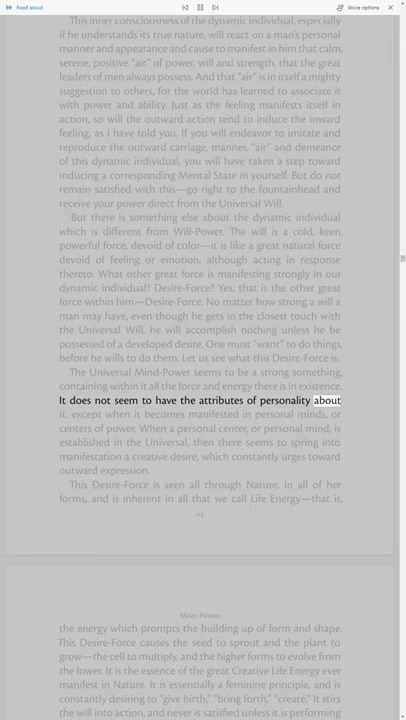 Read aloud
Voice options
This inner consciousness of the dynamic individual, especially
if he understands its true nature, will react on a man's personal
manner and appearance and cause to manifest in him that calm,
serene, positive "air" of power, will and strength, that the great
leaders of men always possess. And that "air" is in itself a mighty
suggestion to others, for the world has learned to associate it
with power and ability. Just as the feeling manifests itself in
action, so will the outward action tend to induce the inward
feeling, as I have told you. If you will endeavor to imitate and
reproduce the outward carriage, manner, "air" and demeanor
of this dynamic individual, you will have taken a step toward
inducing a corresponding Mental State in yourself. But do not
remain satisfied with this—go right to the fountainhead and
receive your power direct from the Universal Will.
But there is something else about the dynamic individual
which is different from Will-Power. The will is a cold, keen,
powerful force, devoid of color—it is like a great natural force
devoid of feeling or emotion, although acting in response
thereto. What other great force is manifesting strongly in our
dynamic individual? Desire-Force? Yes, that is the other great
force within him—Desire-Force. No matter how strong a will a
man may have, even though he gets in the closest touch with
the Universal Will, he will accomplish nothing unless he be
possessed of a developed desire. One must "want" to do things,
before he wills to do them. Let us see what this Desire-Force is.
The Universal Mind-Power seems to be a strong something,
containing within it all the force and energy there is in existence.
It does not seem to have the attributes of personality about
it, except when it becomes manifested in personal minds, or
centers of power. When a personal center, or personal mind, is
established in the Universal, then there seems to spring into
manifestation a creative desire, which constantly urges toward
outward expression.
This Desire-Force is seen all through Nature, in all of her
forms, and is inherent in all that we call Life Energy—that is,
Mind-Power
the energy which prompts the building up of form and shape.
This Desire-Force causes the seed to sprout and the plant to
grow—the cell to multiply, and the higher forms to evolve from
the lower. It is the essence of the great Creative Life Energy ever
manifest in Nature. It is essentially a feminine principle, and is
constantly desiring to "give birth," "bring forth," "create." It stirs
the will into action, and never is satisfied unless it is performing